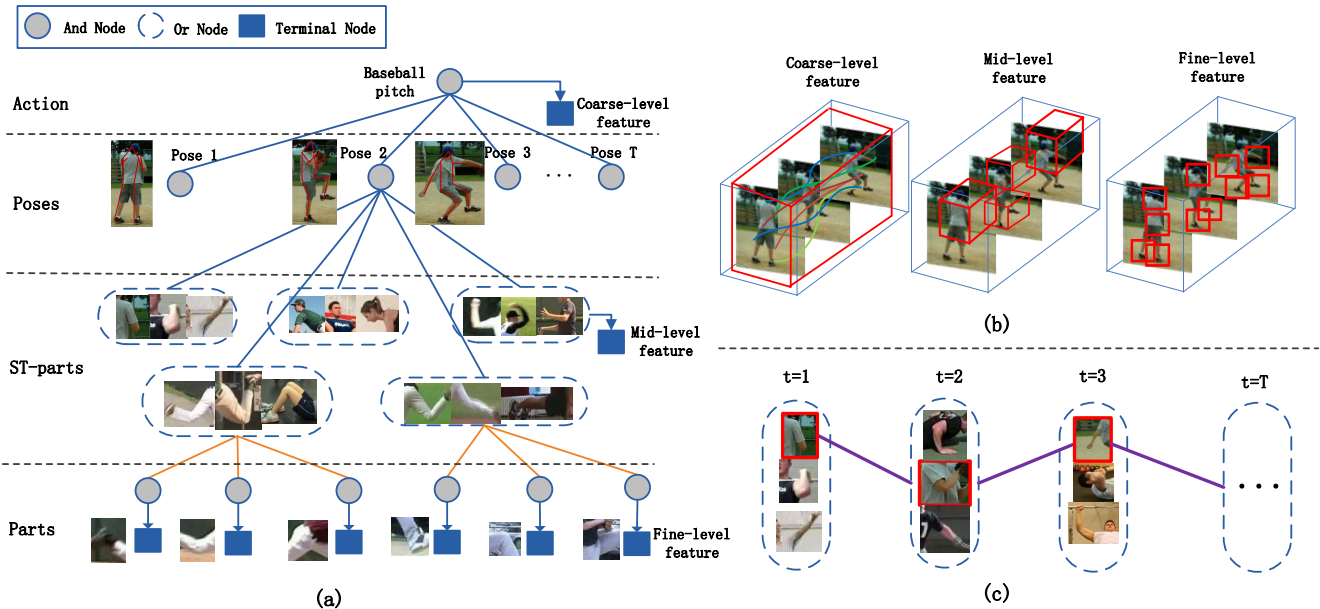 And Node
Or Node
Terminal Node
Action
Baseball
pitch
Coarse-level
feature
Poses
Pose 1
Pose 2
Pose 3
...
Pose T
ST-parts
Mid-level
feature
Parts
Fine-level
feature
(a)
Coarse-level
feature
Mid-level
feature
Fine-level
feature
(b)
t=1
t=2
t=3
t=T
...
(c)